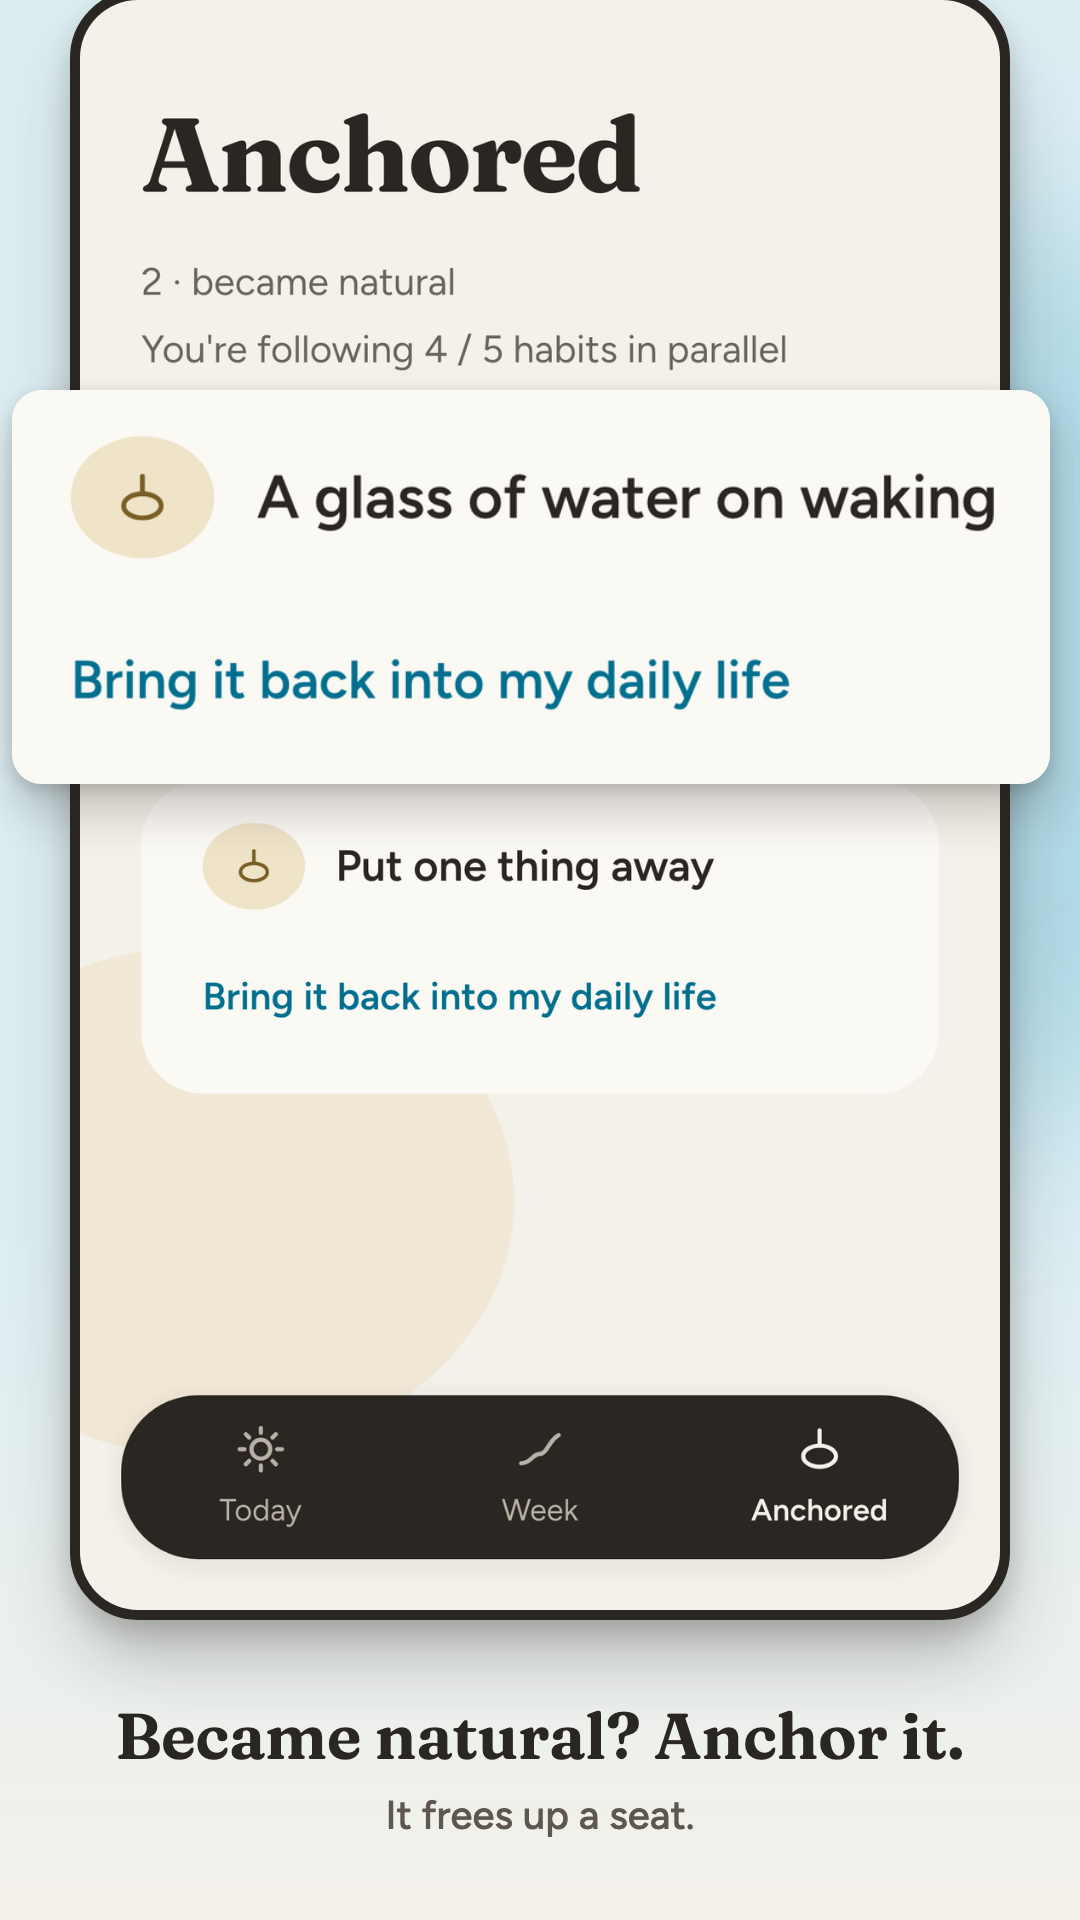 Anchored
2 · became natural
You're following 4 / 5 habits in parallel
A glass of water on waking
Bring it back into my daily life
Put one thing away
Bring it back into my daily life
Today
Week
Anchored
Became natural? Anchor it.
It frees up a seat.